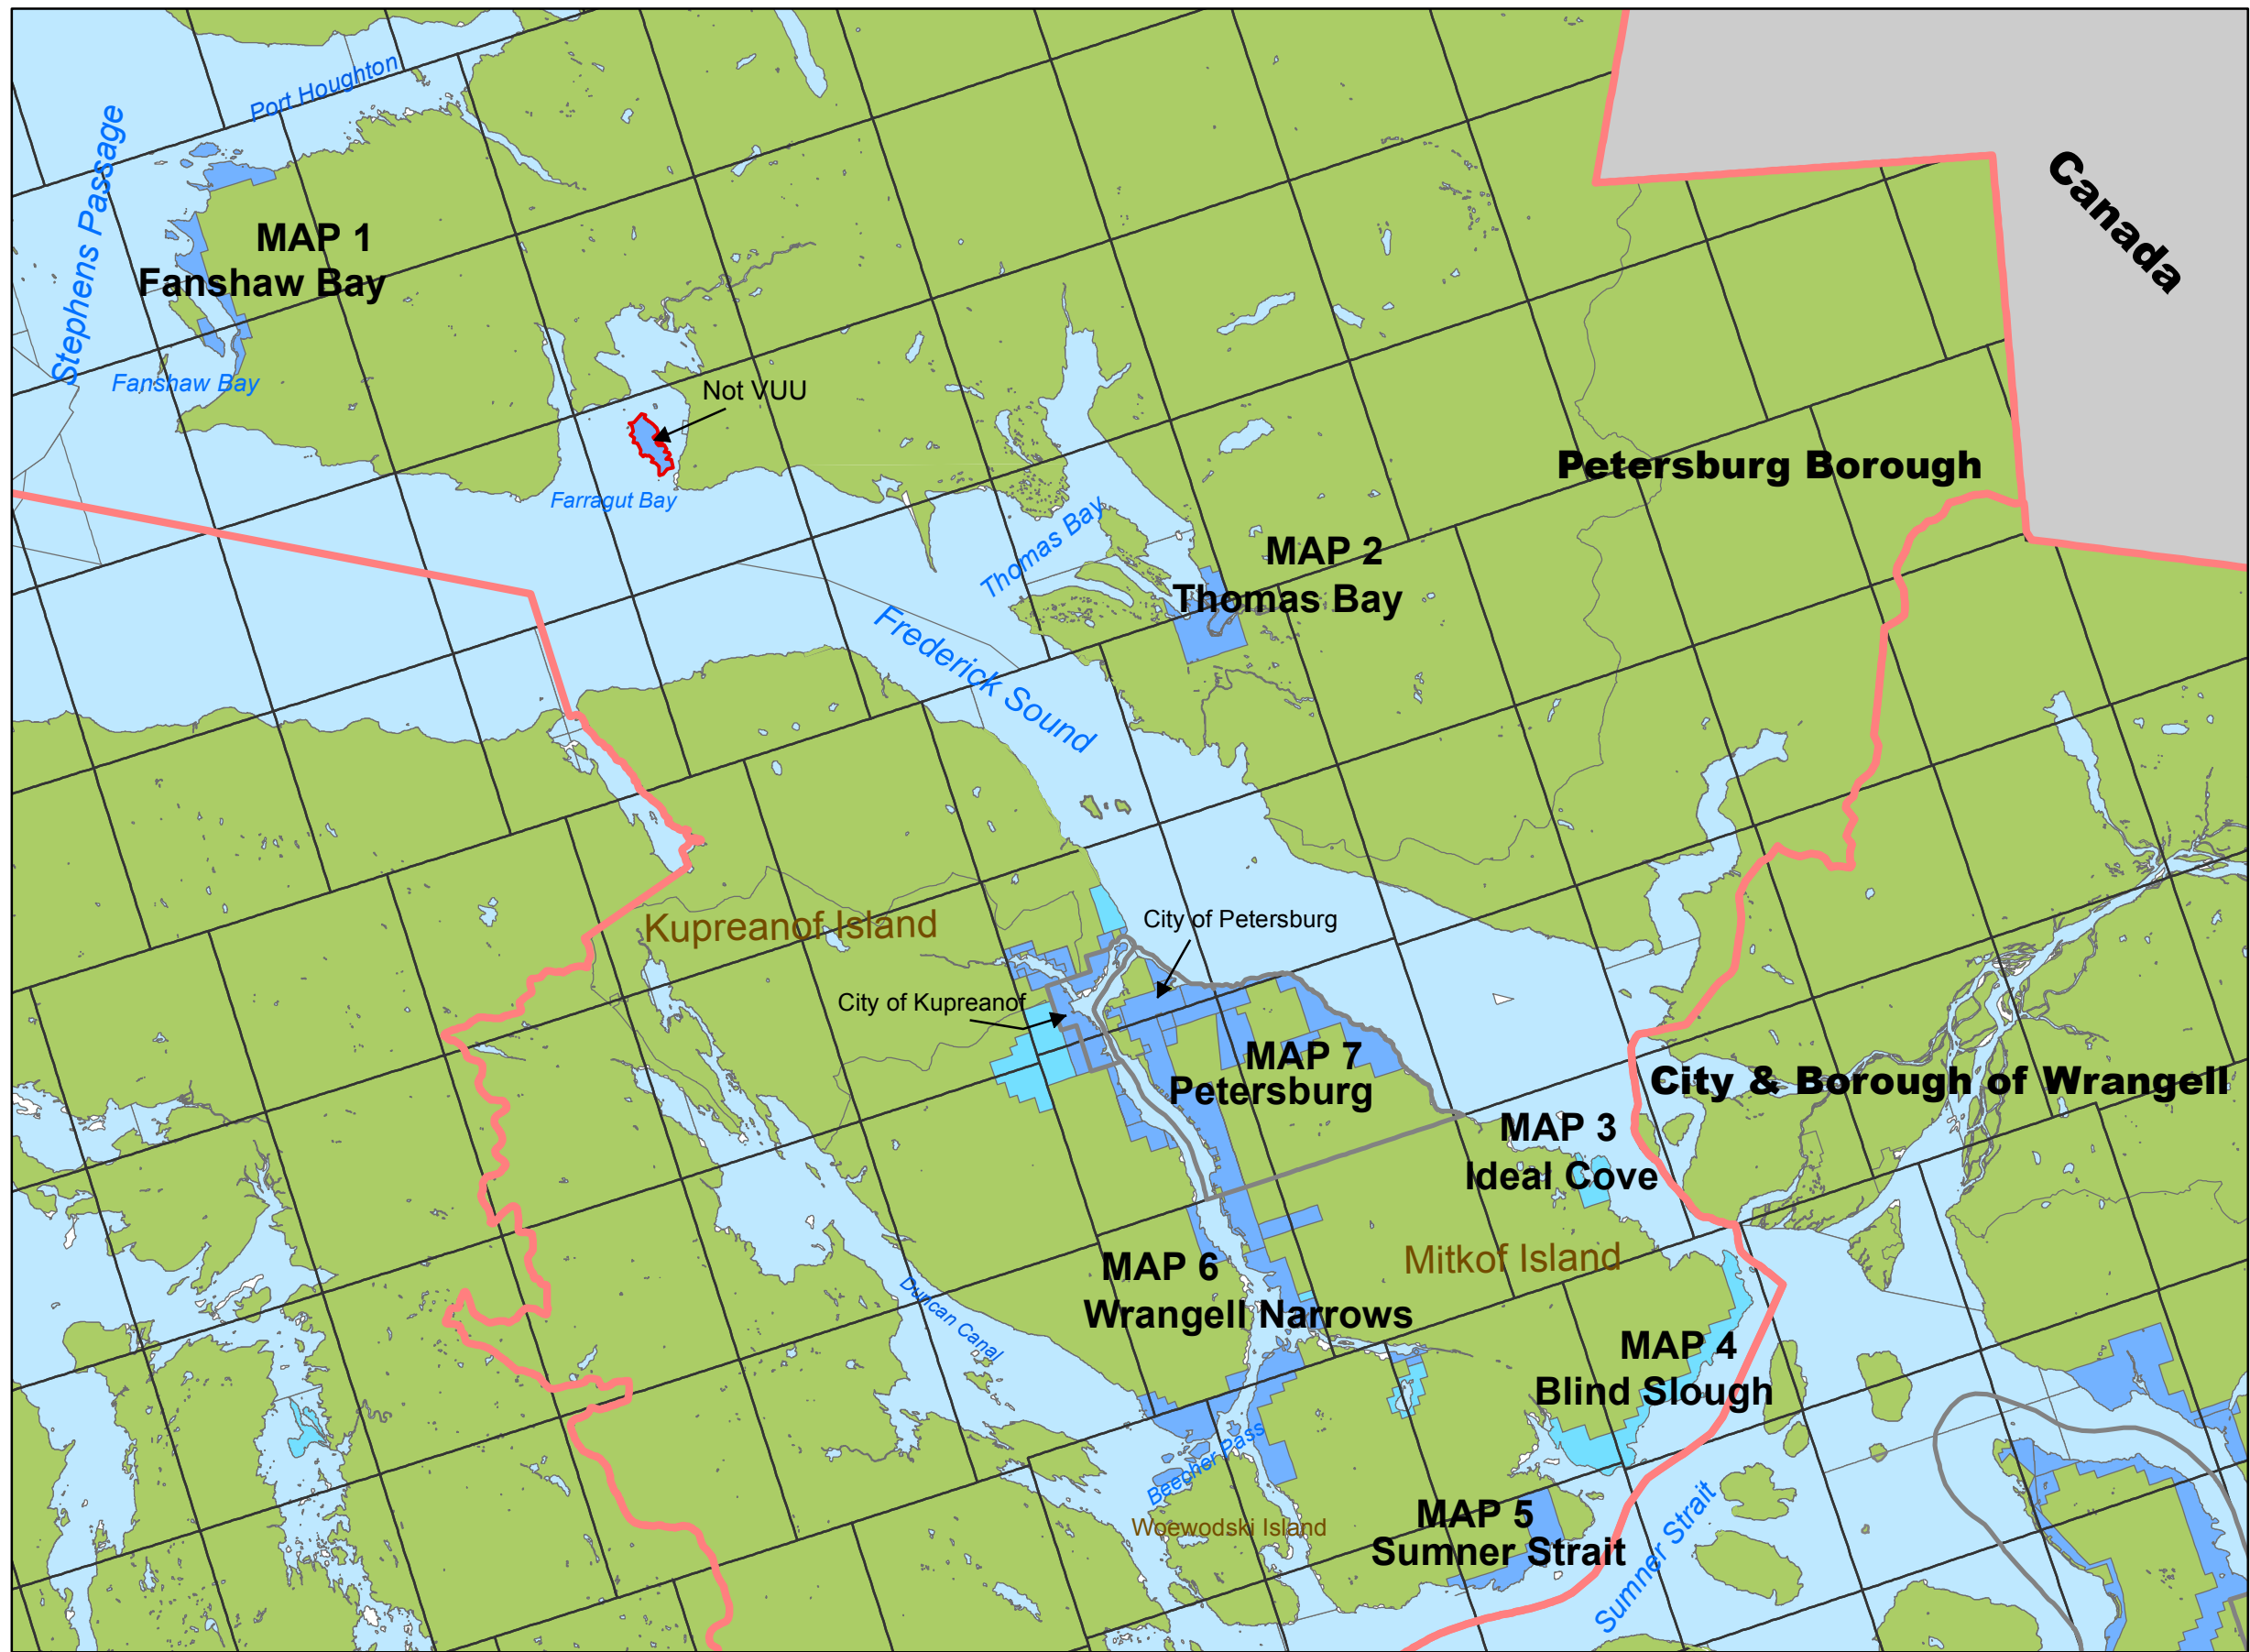 Port Houghton
Stephens Passage
Canada
MAP 1
Fanshaw Bay
Fanshaw Bay
Not VUU
Farragut Bay
Petersburg Borough
Thomas Bay
MAP 2
Thomas Bay
Frederick Sound
Kupreanof Island
City of Petersburg
City of Kupreanof
MAP 7
Petersburg
City & Borough of Wrangell
MAP 3
Ideal Cove
MAP 6
Wrangell Narrows
Mitkof Island
Duncan Canal
MAP 4
Blind Slough
Beecher Pass
Woewodski Island
MAP 5
Sumner Strait
Sumner Strait